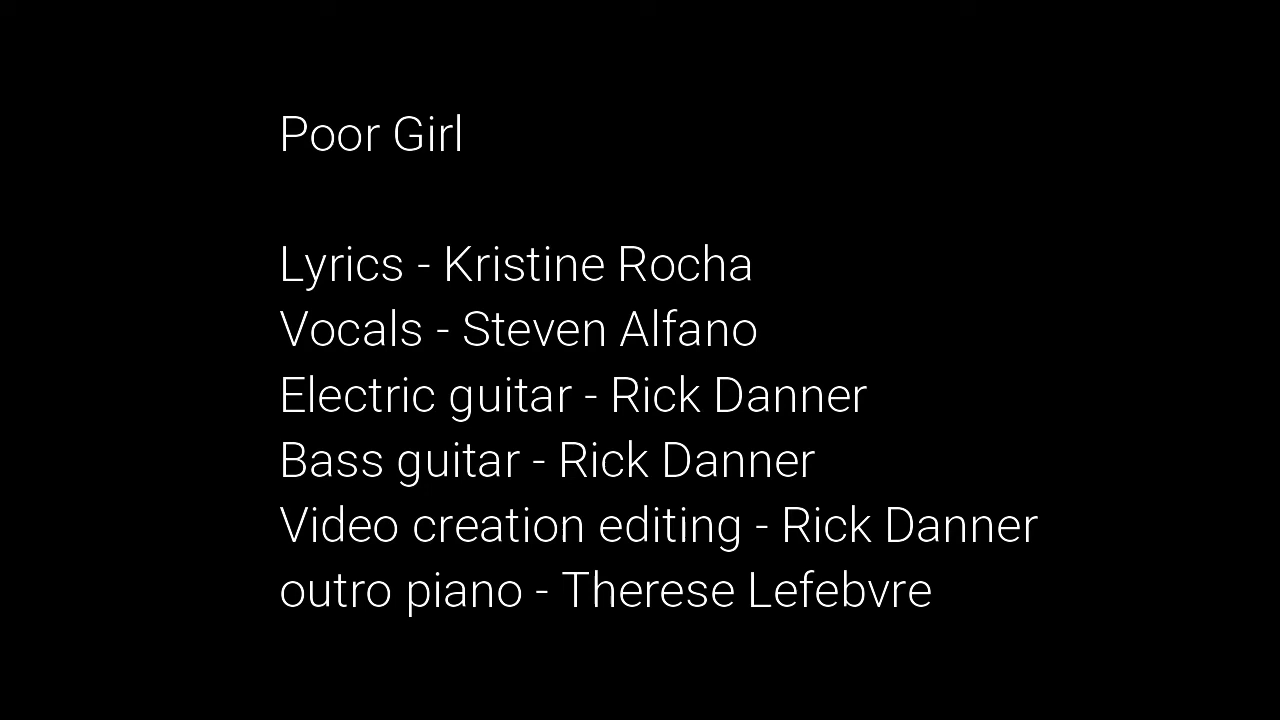 Poor Girl
Lyrics - Kristine Rocha
Vocals - Steven Alfano
Electric guitar - Rick Danner
Bass guitar - Rick Danner
Video creation editing - Rick Danner
outro piano - Therese Lefebvre